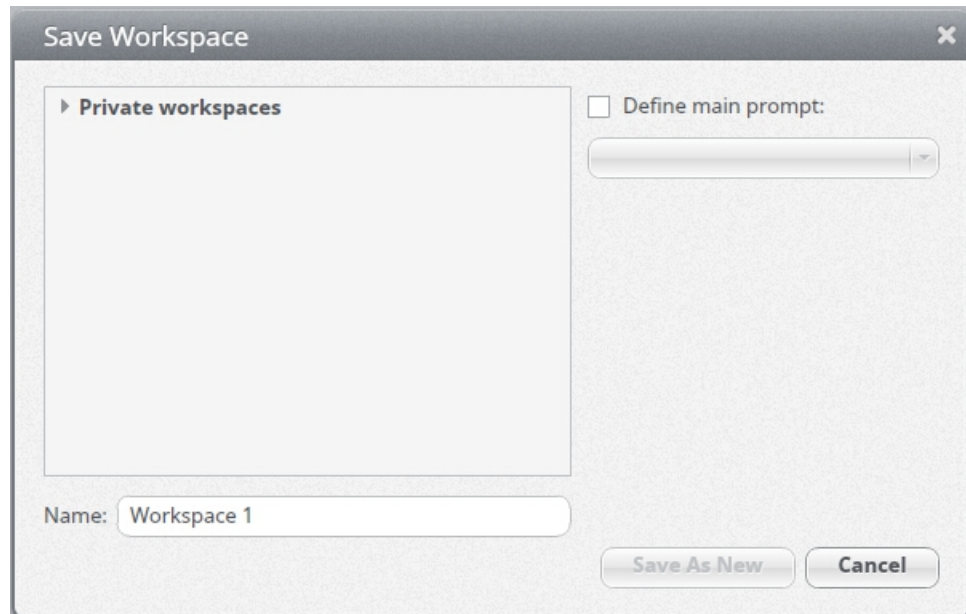 Save Workspace
Private workspaces
Define main prompt:
Name: Workspace 1
Save As New
Cancel